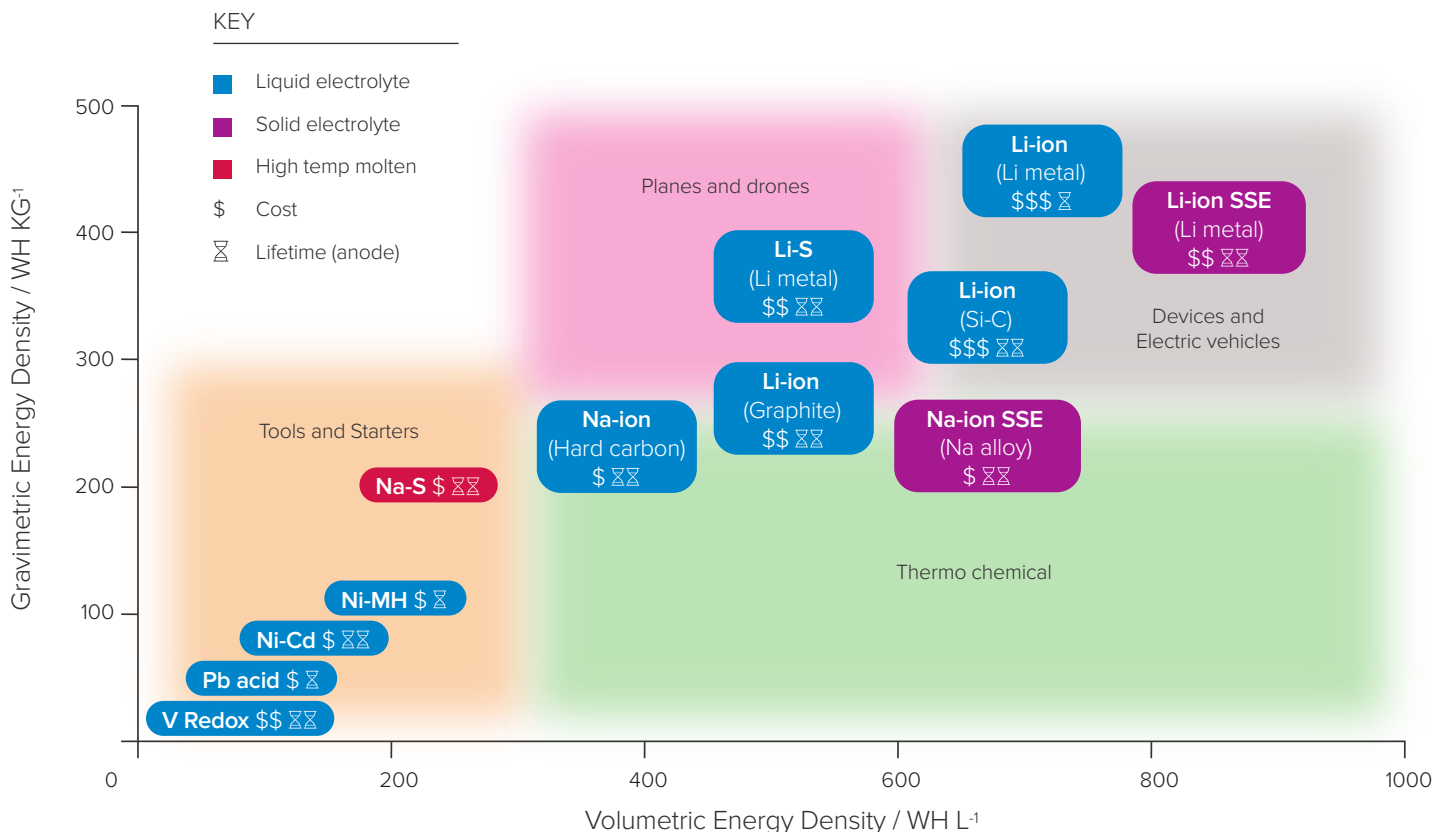 KEY
Liquid electrolyte
Solid electrolyte
High temp molten
$ Cost
Lifetime (anode)
Gravimetric Energy Density / WH KG⁻¹
500
400
300
200
100
Planes and drones
Li-ion
(Li metal)
$$$
Li-ion SSE
(Li metal)
$$
Li-S
(Li metal)
$$
Li-ion
(Si-C)
$$$
Devices and
Electric vehicles
Li-ion
(Graphite)
$$
Na-ion
(Hard carbon)
$
Na-ion SSE
(Na alloy)
$
Tools and Starters
Na-S $
Thermo chemical
Ni-MH $
Ni-Cd $
Pb acid $
V Redox $$
0
200
400
600
800
1000
Volumetric Energy Density / WH L⁻¹